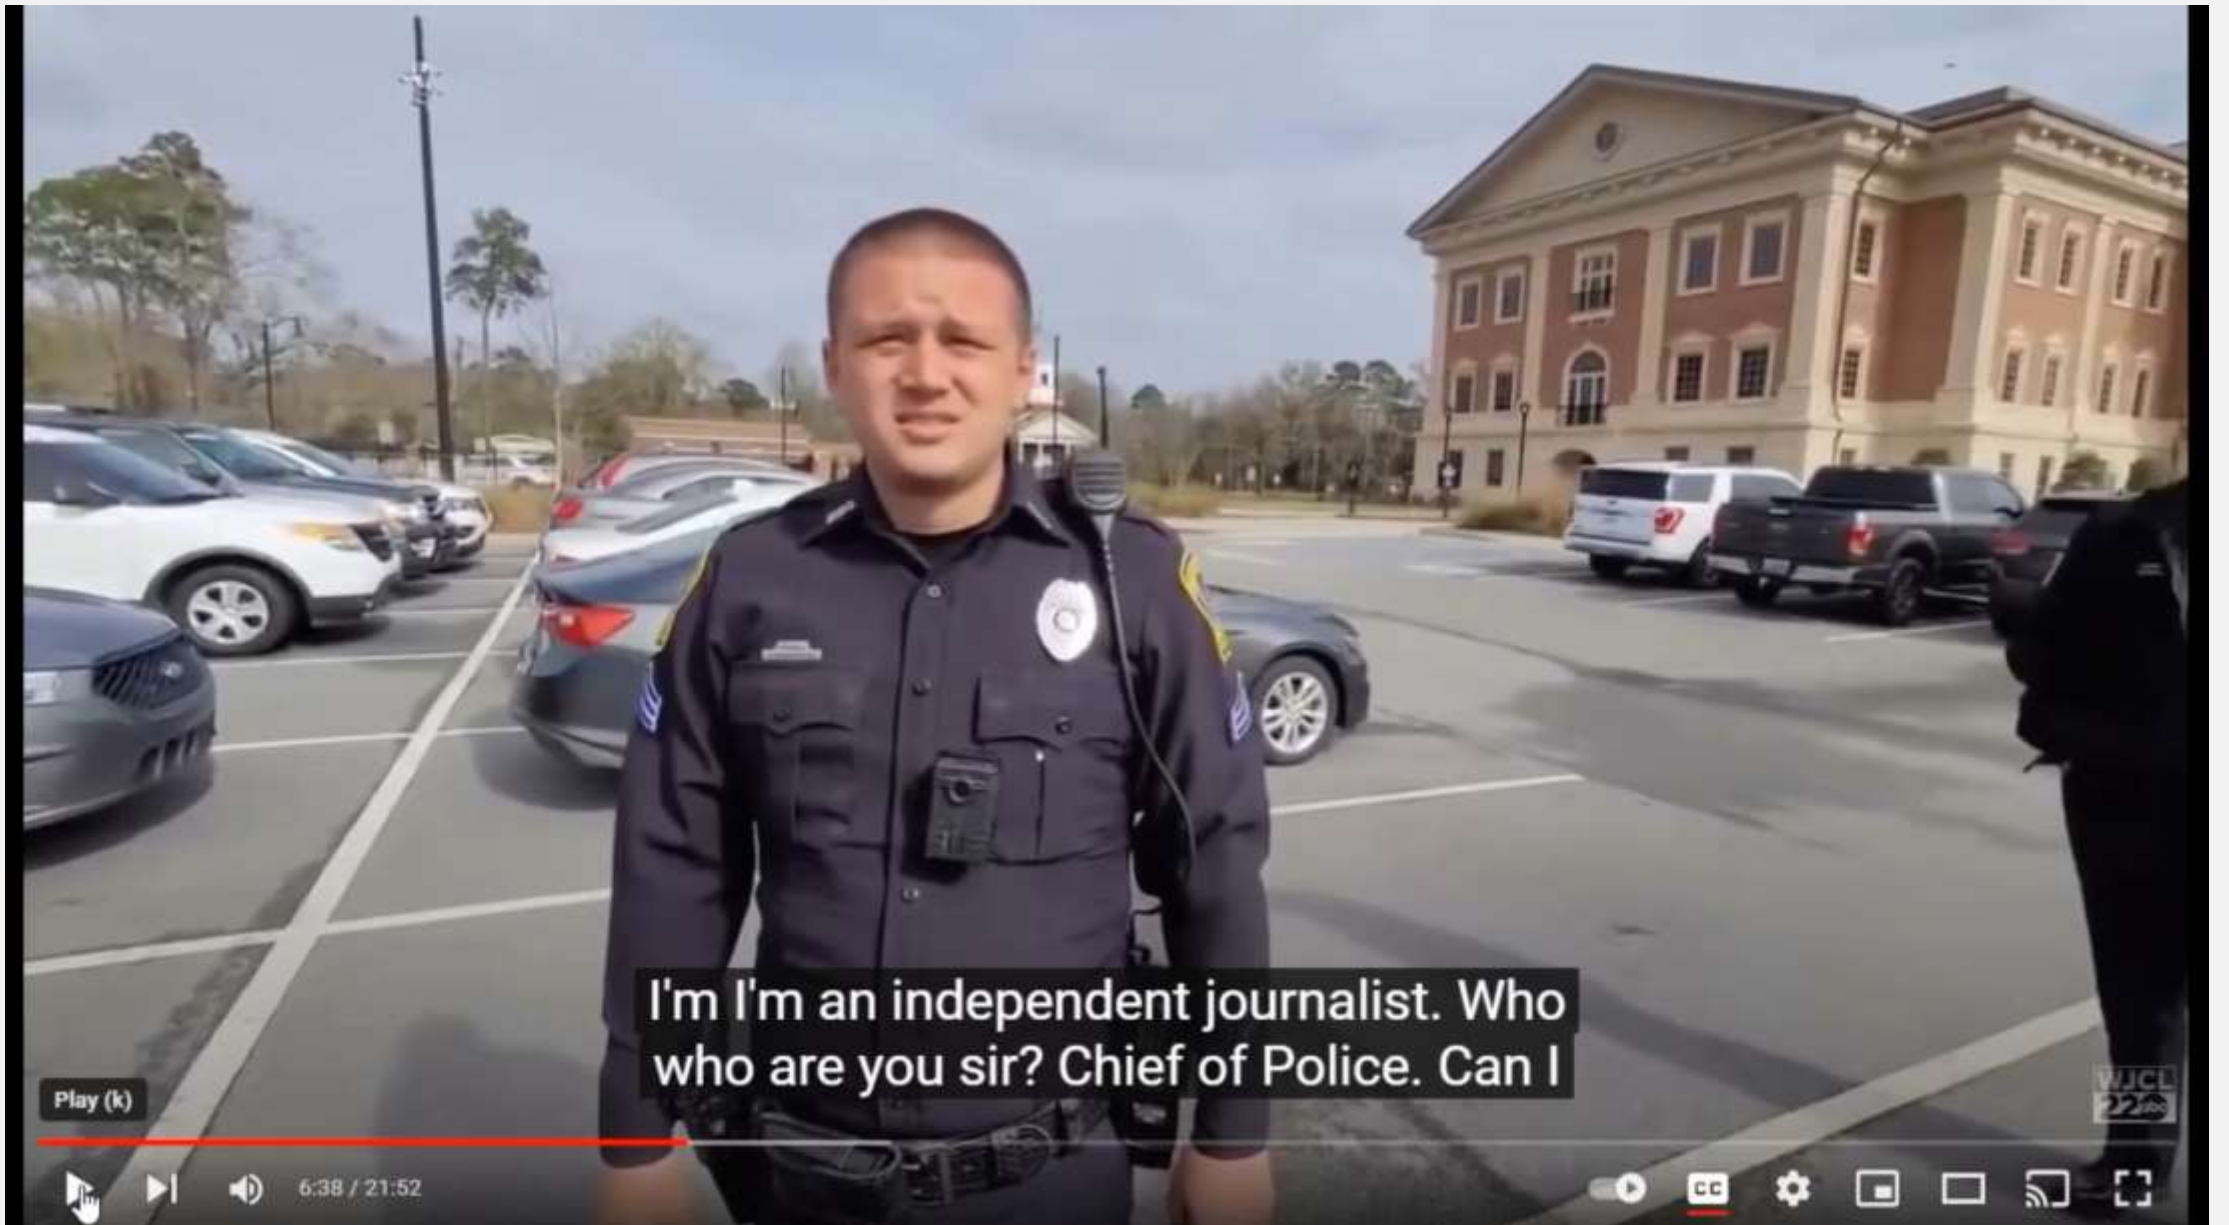 I'm I'm an independent journalist. Who
who are you sir? Chief of Police. Can I
Play (k)
WJCL
22 abc
6:38 / 21:52
CC